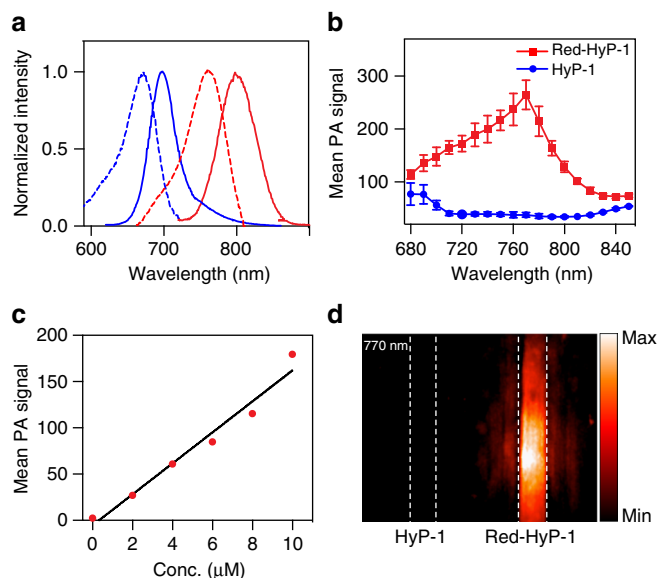 a
Normalized intensity
1.0
0.5
0.0
600
700
800
Wavelength (nm)
b
Red-HyP-1
HyP-1
Mean PA signal
300
200
100
680
720
760
800
840
Wavelength (nm)
c
Mean PA signal
200
150
100
50
0
0
2
4
6
8
10
Conc. (μM)
d
770 nm
Max
Min
HyP-1
Red-HyP-1